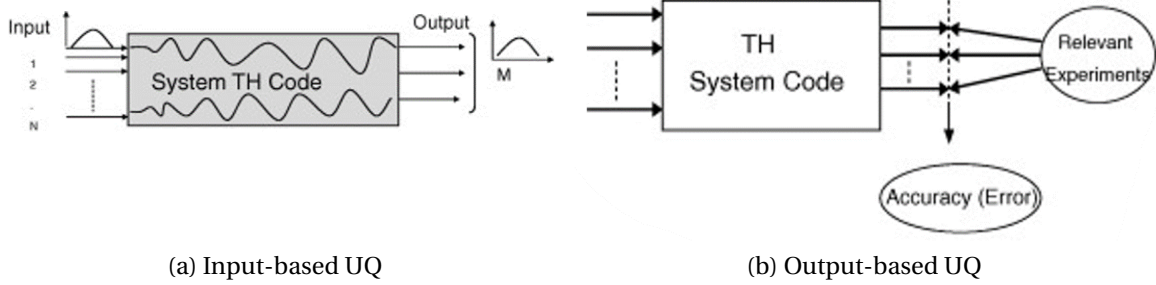 Input
1
2
.
N
System TH Code
Output
M
(a) Input-based UQ
TH
System Code
Relevant
Experiments
Accuracy (Error)
(b) Output-based UQ